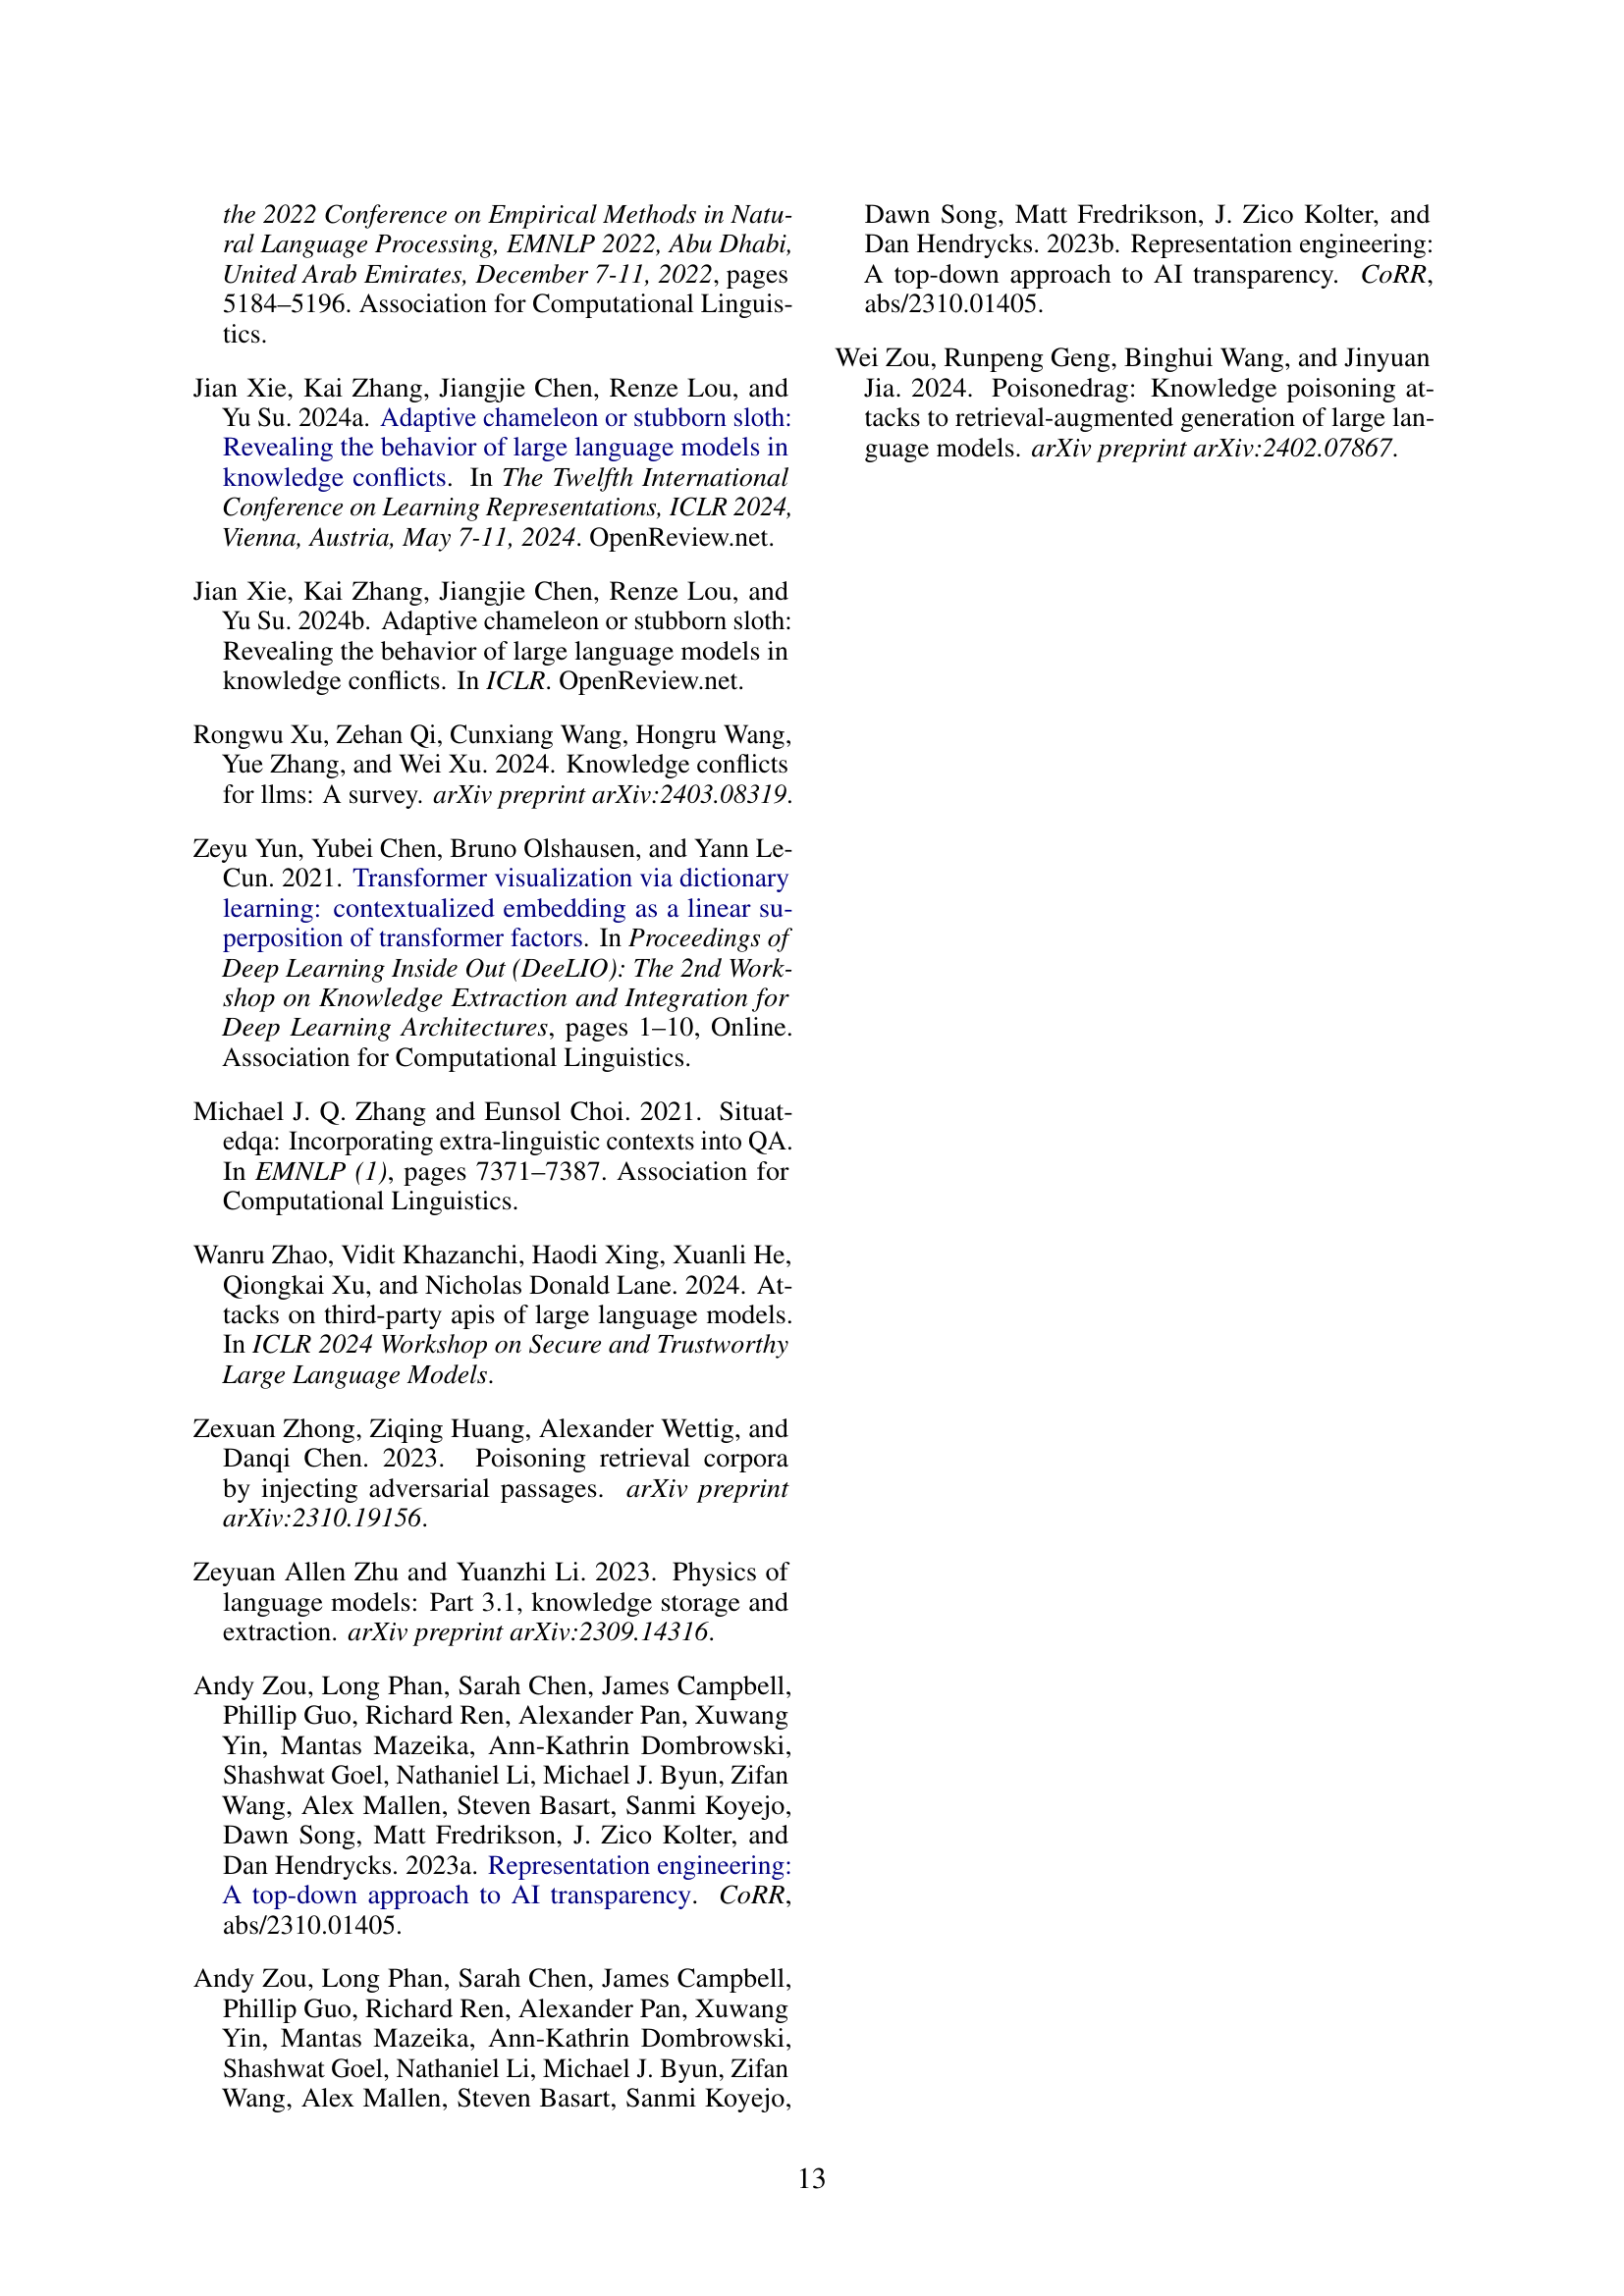 the 2022 Conference on Empirical Methods in Natu-
ral Language Processing, EMNLP 2022, Abu Dhabi,
United Arab Emirates, December 7-11, 2022, pages
5184–5196. Association for Computational Linguis-
tics.
Jian Xie, Kai Zhang, Jiangjie Chen, Renze Lou, and
Yu Su. 2024a. Adaptive chameleon or stubborn sloth:
Revealing the behavior of large language models in
knowledge conflicts. In The Twelfth International
Conference on Learning Representations, ICLR 2024,
Vienna, Austria, May 7-11, 2024. OpenReview.net.
Jian Xie, Kai Zhang, Jiangjie Chen, Renze Lou, and
Yu Su. 2024b. Adaptive chameleon or stubborn sloth:
Revealing the behavior of large language models in
knowledge conflicts. In ICLR. OpenReview.net.
Rongwu Xu, Zehan Qi, Cunxiang Wang, Hongru Wang,
Yue Zhang, and Wei Xu. 2024. Knowledge conflicts
for llms: A survey. arXiv preprint arXiv:2403.08319.
Zeyu Yun, Yubei Chen, Bruno Olshausen, and Yann Le-
Cun. 2021. Transformer visualization via dictionary
learning: contextualized embedding as a linear su-
perposition of transformer factors. In Proceedings of
Deep Learning Inside Out (DeeLIO): The 2nd Work-
shop on Knowledge Extraction and Integration for
Deep Learning Architectures, pages 1–10, Online.
Association for Computational Linguistics.
Michael J. Q. Zhang and Eunsol Choi. 2021. Situat-
edqa: Incorporating extra-linguistic contexts into QA.
In EMNLP (1), pages 7371–7387. Association for
Computational Linguistics.
Wanru Zhao, Vidit Khazanchi, Haodi Xing, Xuanli He,
Qiongkai Xu, and Nicholas Donald Lane. 2024. At-
tacks on third-party apis of large language models.
In ICLR 2024 Workshop on Secure and Trustworthy
Large Language Models.
Zexuan Zhong, Ziqing Huang, Alexander Wettig, and
Danqi Chen. 2023. Poisoning retrieval corpora
by injecting adversarial passages. arXiv preprint
arXiv:2310.19156.
Zeyuan Allen Zhu and Yuanzhi Li. 2023. Physics of
language models: Part 3.1, knowledge storage and
extraction. arXiv preprint arXiv:2309.14316.
Andy Zou, Long Phan, Sarah Chen, James Campbell,
Phillip Guo, Richard Ren, Alexander Pan, Xuwang
Yin, Mantas Mazeika, Ann-Kathrin Dombrowski,
Shashwat Goel, Nathaniel Li, Michael J. Byun, Zifan
Wang, Alex Mallen, Steven Basart, Sanmi Koyejo,
Dawn Song, Matt Fredrikson, J. Zico Kolter, and
Dan Hendrycks. 2023a. Representation engineering:
A top-down approach to AI transparency. CoRR,
abs/2310.01405.
Andy Zou, Long Phan, Sarah Chen, James Campbell,
Phillip Guo, Richard Ren, Alexander Pan, Xuwang
Yin, Mantas Mazeika, Ann-Kathrin Dombrowski,
Shashwat Goel, Nathaniel Li, Michael J. Byun, Zifan
Wang, Alex Mallen, Steven Basart, Sanmi Koyejo,
Dawn Song, Matt Fredrikson, J. Zico Kolter, and
Dan Hendrycks. 2023b. Representation engineering:
A top-down approach to AI transparency. CoRR,
abs/2310.01405.
Wei Zou, Runpeng Geng, Binghui Wang, and Jinyuan
Jia. 2024. Poisonedrag: Knowledge poisoning at-
tacks to retrieval-augmented generation of large lan-
guage models. arXiv preprint arXiv:2402.07867.
13